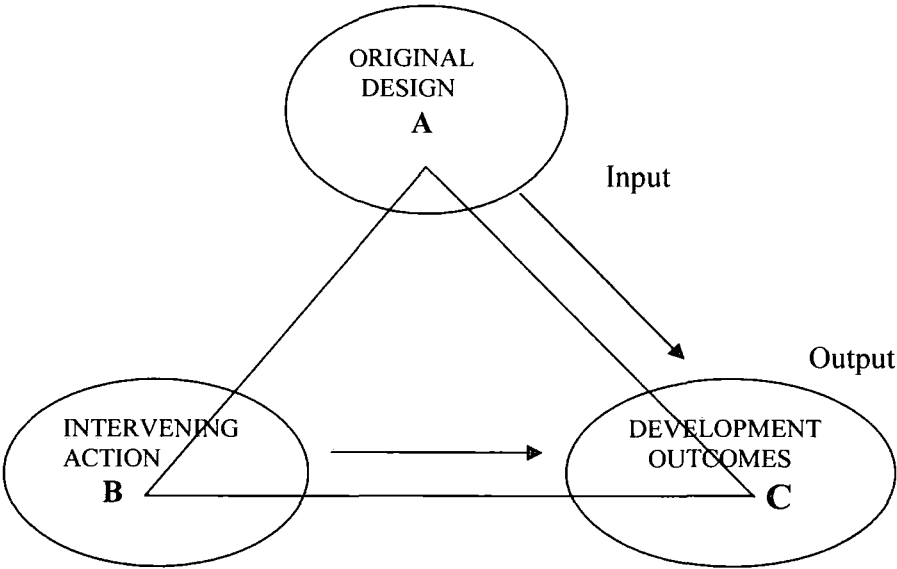 ORIGINAL
DESIGN
A
Input
Output
INTERVENING
ACTION
B
DEVELOPMENT
OUTCOMES
C